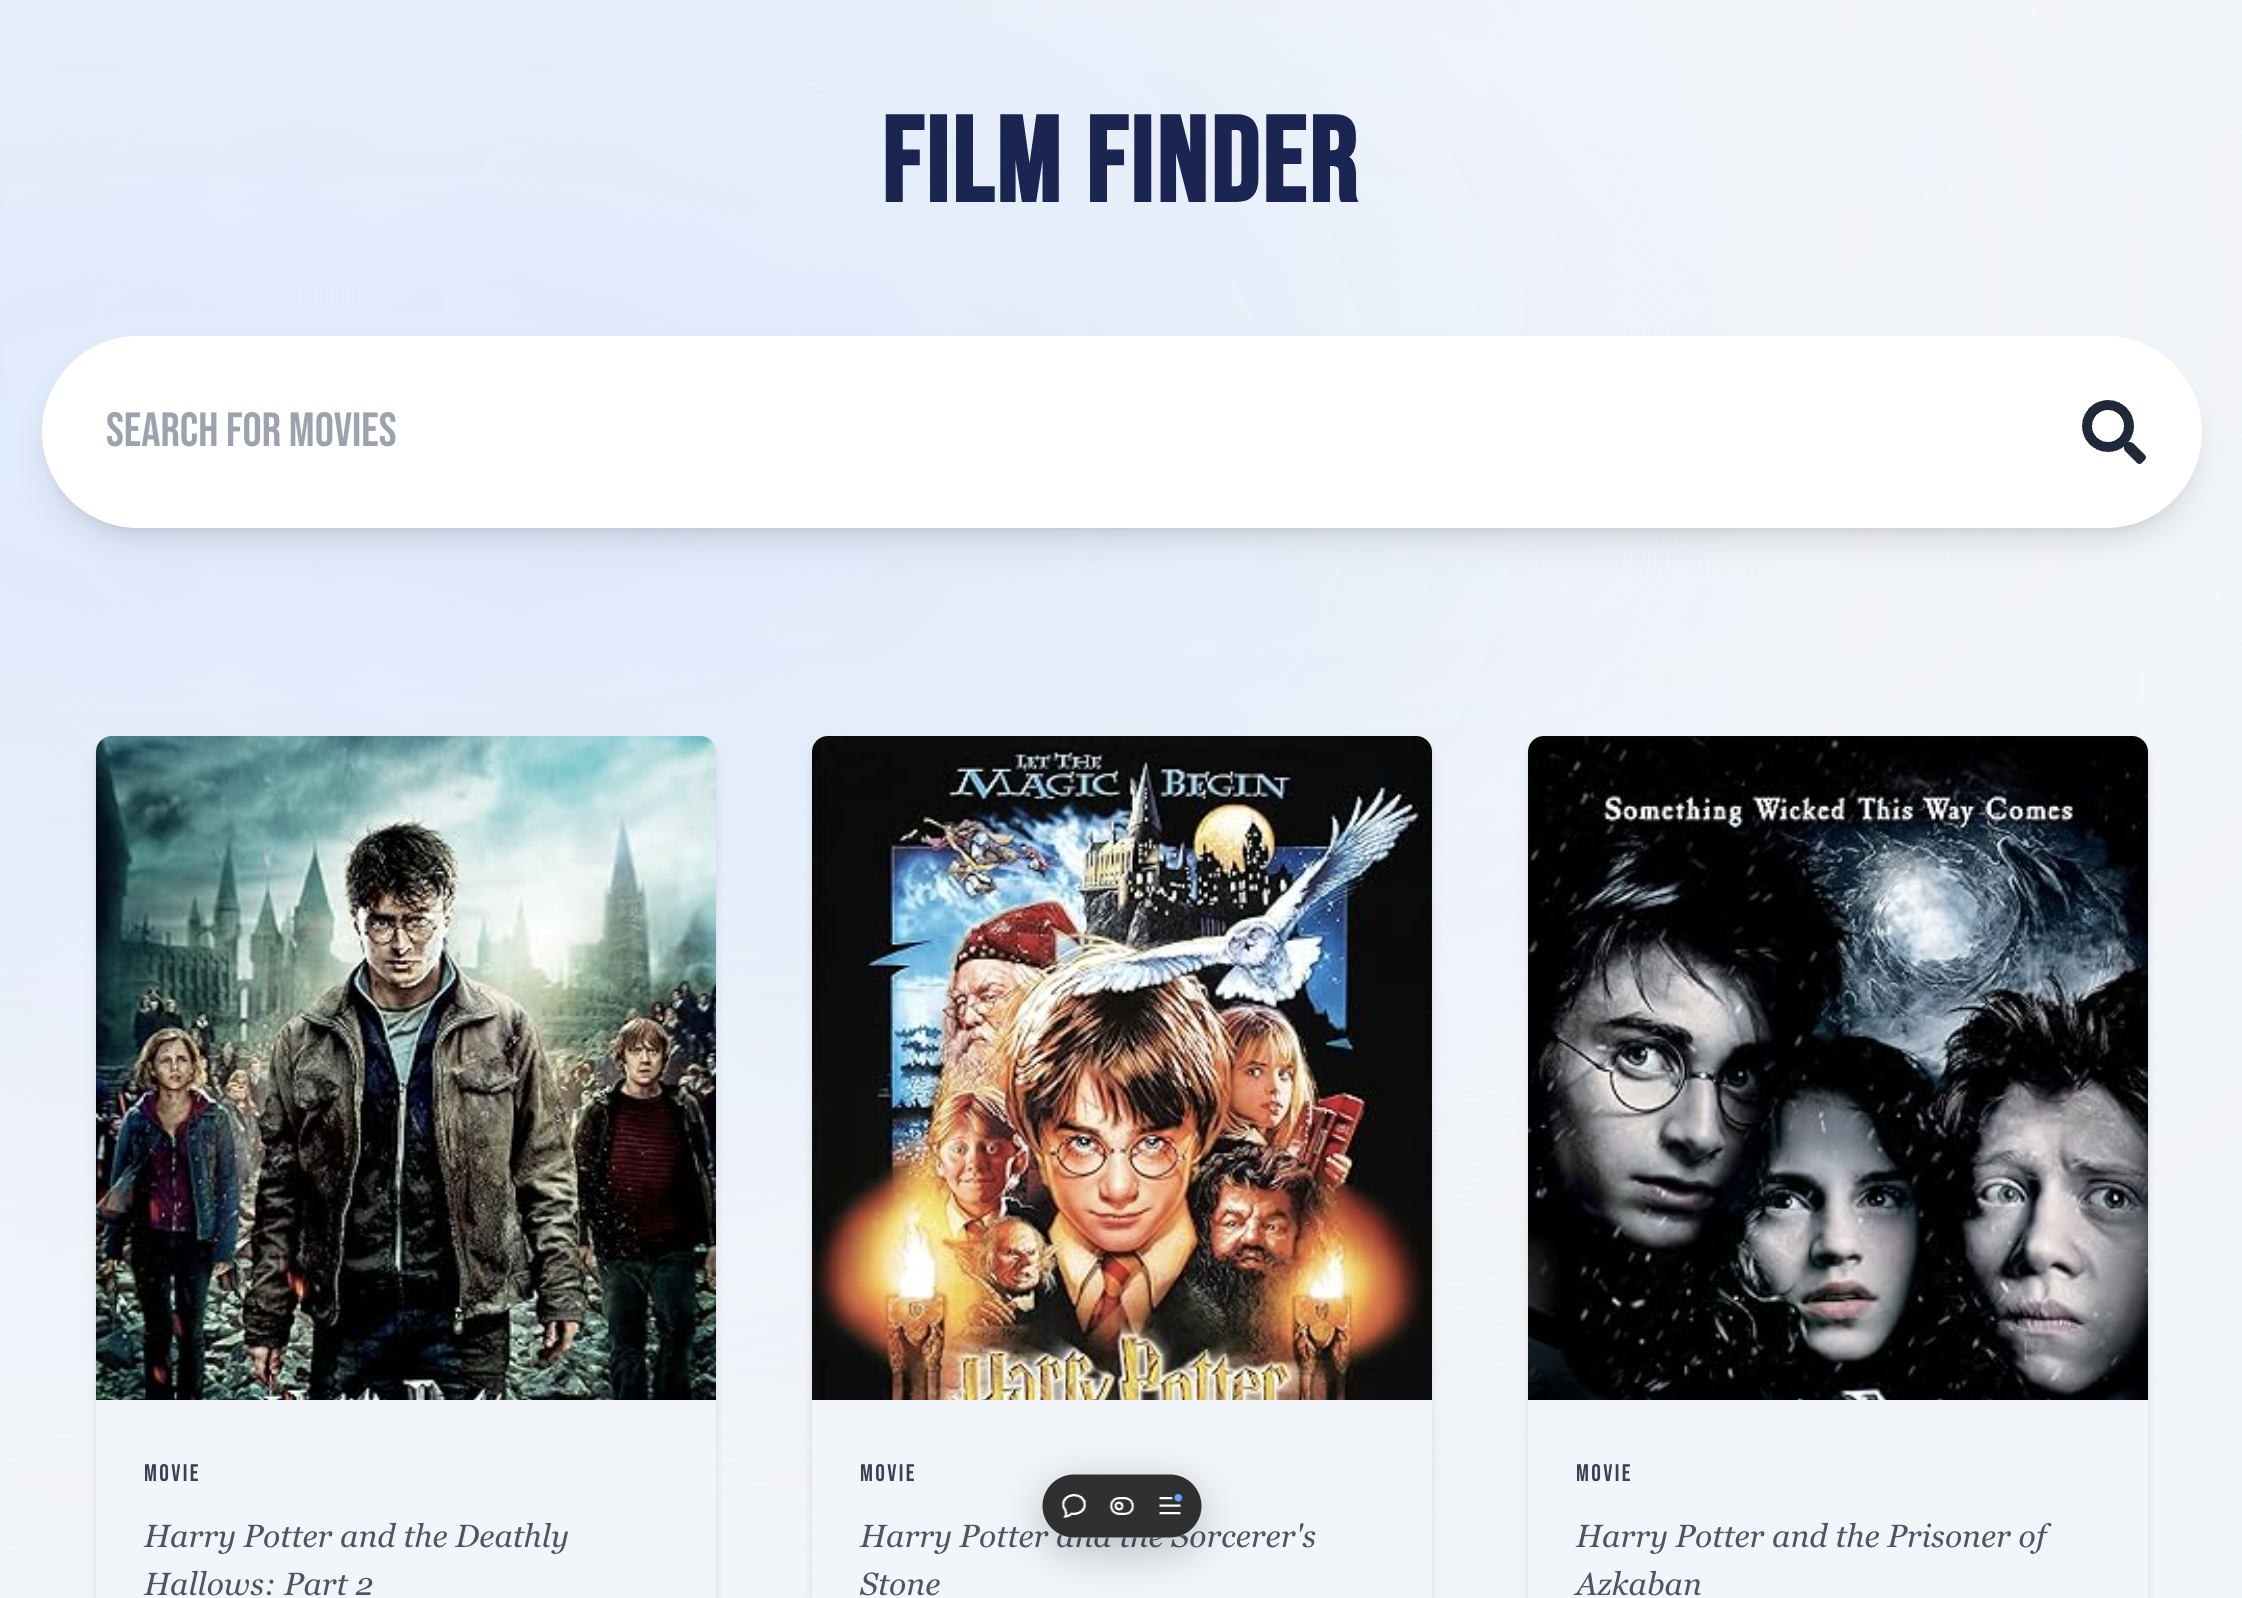 FILM FINDER
SEARCH FOR MOVIES
LET THE
MAGIC BEGIN
Something Wicked This Way Comes
Harry Potter
MOVIE
MOVIE
MOVIE
Harry Potter and the Deathly
Hallows: Part 2
Harry Potter and the Sorcerer's
Stone
Harry Potter and the Prisoner of
Azkaban